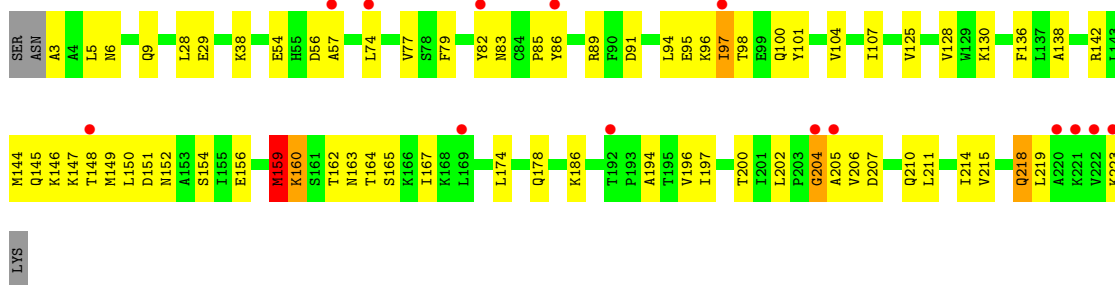 SER ASN A3 A4 L5 N6 Q9 L28 E29 K38 E54 H55 D56 A57 L74 V77 S78 F79 Y82 N83 C84 P85 Y86 R89 F90 D91 L94 E95 K96 I97 T98 E99 Q100 Y101 V104 I107 V125 V128 W129 K130 F136 L137 A138 R142 L143
M144 Q145 K146 K147 T148 M149 L150 D151 N152 A153 S154 I155 E156 M159 K160 S161 T162 N163 T164 S165 K166 I167 K168 L169 L174 Q178 K186 T192 P193 A194 T195 V196 I197 T200 I201 L202 P203 G204 A205 V206 D207 Q210 L211 I214 V215 Q218 L219 A220 K221 V222 K223
LYS